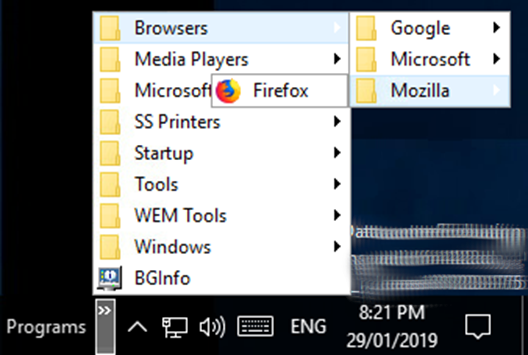 Browsers
Media Players
Microsoft
SS Printers
Startup
Tools
WEM Tools
Windows
BGInfo
Firefox
Google
Microsoft
Mozilla
Programs
ENG
8:21 PM
29/01/2019